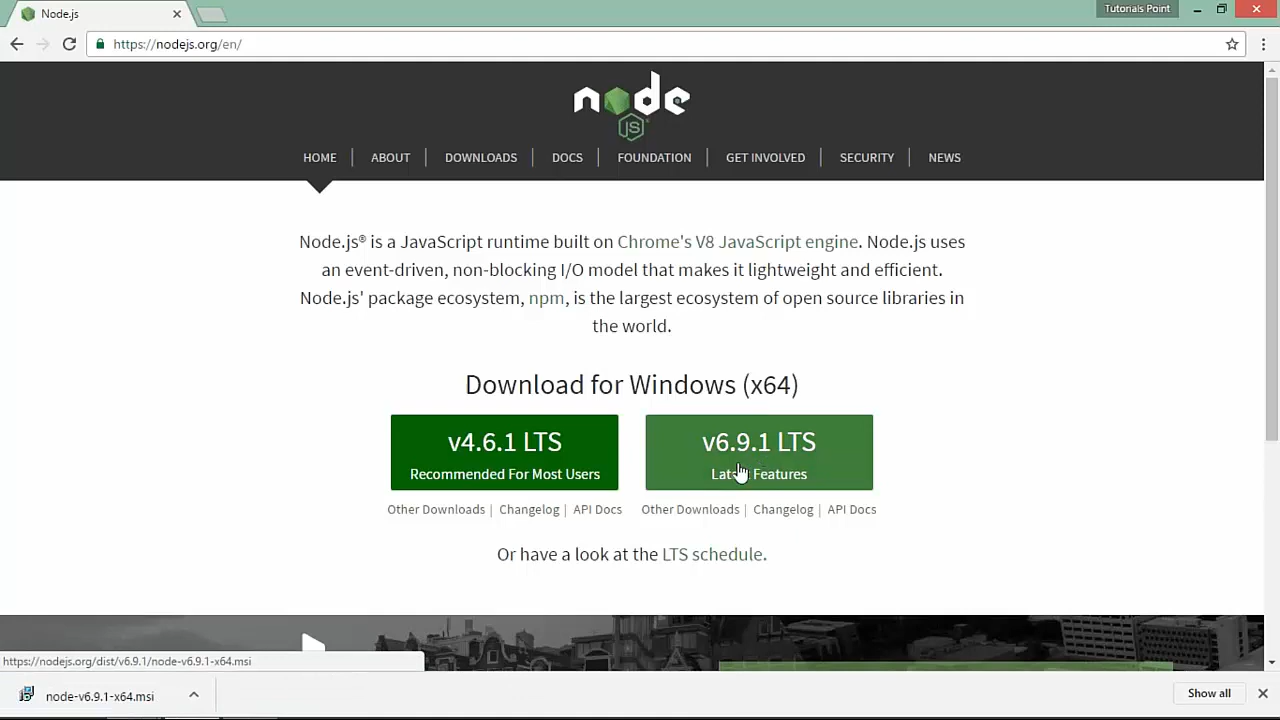 Node.js
Tutorials Point
https://nodejs.org/en/
node
JS
HOME | ABOUT | DOWNLOADS | DOCS | FOUNDATION | GET INVOLVED | SECURITY | NEWS
Node.js® is a JavaScript runtime built on Chrome's V8 JavaScript engine. Node.js uses
an event-driven, non-blocking I/O model that makes it lightweight and efficient.
Node.js' package ecosystem, npm, is the largest ecosystem of open source libraries in
the world.
Download for Windows (x64)
v4.6.1 LTS
Recommended For Most Users
v6.9.1 LTS
Latest Features
Other Downloads | Changelog | API Docs
Other Downloads | Changelog | API Docs
Or have a look at the LTS schedule.
https://nodejs.org/dist/v6.9.1/node-v6.9.1-x64.msi
node-v6.9.1-x64.msi
Show all